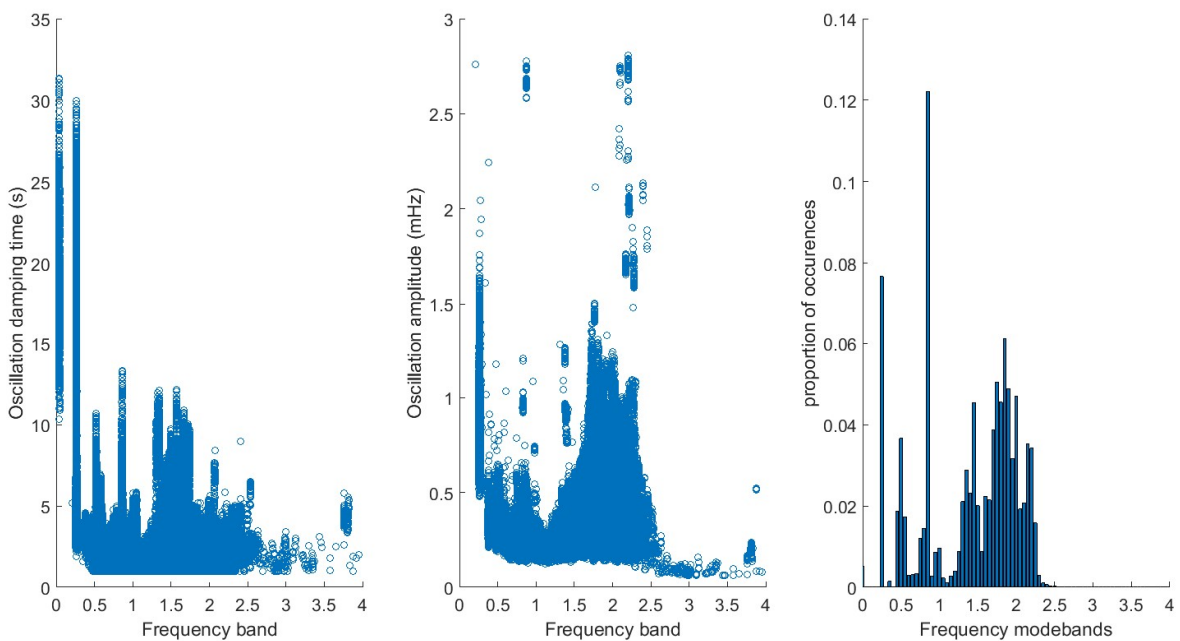 Oscillation damping time (s)
35
30
25
20
15
10
5
0
0 0.5 1 1.5 2 2.5 3 3.5 4
Frequency band
Oscillation amplitude (mHz)
3
2.5
2
1.5
1
0.5
0
0 0.5 1 1.5 2 2.5 3 3.5 4
Frequency band
proportion of occurences
0.14
0.12
0.1
0.08
0.06
0.04
0.02
0
0 0.5 1 1.5 2 2.5 3 3.5 4
Frequency modebands